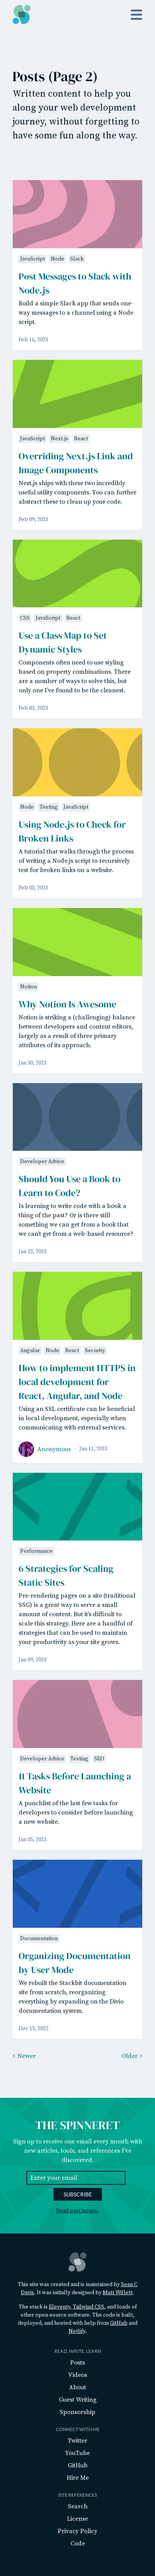 Posts (Page 2)
Written content to help you
along your web development
journey, without forgetting to
have some fun along the way.
JavaScript Node Slack
Post Messages to Slack with
Node.js
Build a simple Slack app that sends one-
way messages to a channel using a Node
script.
Feb 16, 2023
JavaScript Next.js React
Overriding Next.js Link and
Image Components
Next.js ships with these two incredibly
useful utility components. You can further
abstract these to clean up your code.
Feb 09, 2023
CSS JavaScript React
Use a Class Map to Set
Dynamic Styles
Components often need to use styling
based on property combinations. There
are a number of ways to solve this, but
only one I've found to be the cleanest.
Feb 03, 2023
Node Testing JavaScript
Using Node.js to Check for
Broken Links
A tutorial that walks through the process
of writing a Node.js script to recursively
test for broken links on a website.
Feb 03, 2023
Notion
Why Notion Is Awesome
Notion is striking a (challenging) balance
between developers and content editors,
largely as a result of three primary
attributes of its approach.
Jan 30, 2023
Developer Advice
Should You Use a Book to
Learn to Code?
Is learning to write code with a book a
thing of the past? Or is there still
something we can get from a book that
we can't get from a web-based resource?
Jan 23, 2023
Angular Node React Security
How to implement HTTPS in
local development for
React, Angular, and Node
Using an SSL certificate can be beneficial
in local development, especially when
communicating with external services.
Anonymous Jan 11, 2023
Performance
6 Strategies for Scaling
Static Sites
Pre-rendering pages on a site (traditional
SSG) is a great way to serve a small
amount of content. But it's difficult to
scale this strategy. Here are a handful of
strategies that can be used to maintain
your productivity as your site grows.
Jan 09, 2023
Developer Advice Testing SEO
11 Tasks Before Launching a
Website
A punchlist of the last few tasks for
developers to consider before launching
a new website.
Jan 05, 2023
Documentation
Organizing Documentation
by User Mode
We rebuilt the Stackbit documentation
site from scratch, reorganizing
everything by expanding on the Divio
documentation system.
Dec 15, 2022
< Newer Older >
THE SPINNERET
Sign up to receive one email every month with
new articles, tools, and references I've
discovered.
Enter your email
SUBSCRIBE
Read past issues.
This site was created and is maintained by Sean C
Davis. It was initially designed by Matt Willett.
The stack is Eleventy, Tailwind CSS, and loads of
other open source software. The code is built,
deployed, and hosted with help from GitHub and
Netlify.
READ, WRITE, LEARN
Posts
Videos
About
Guest Writing
Sponsorship
CONNECT WITH ME
Twitter
YouTube
GitHub
Hire Me
SITE REFERENCES
Search
License
Privacy Policy
Code